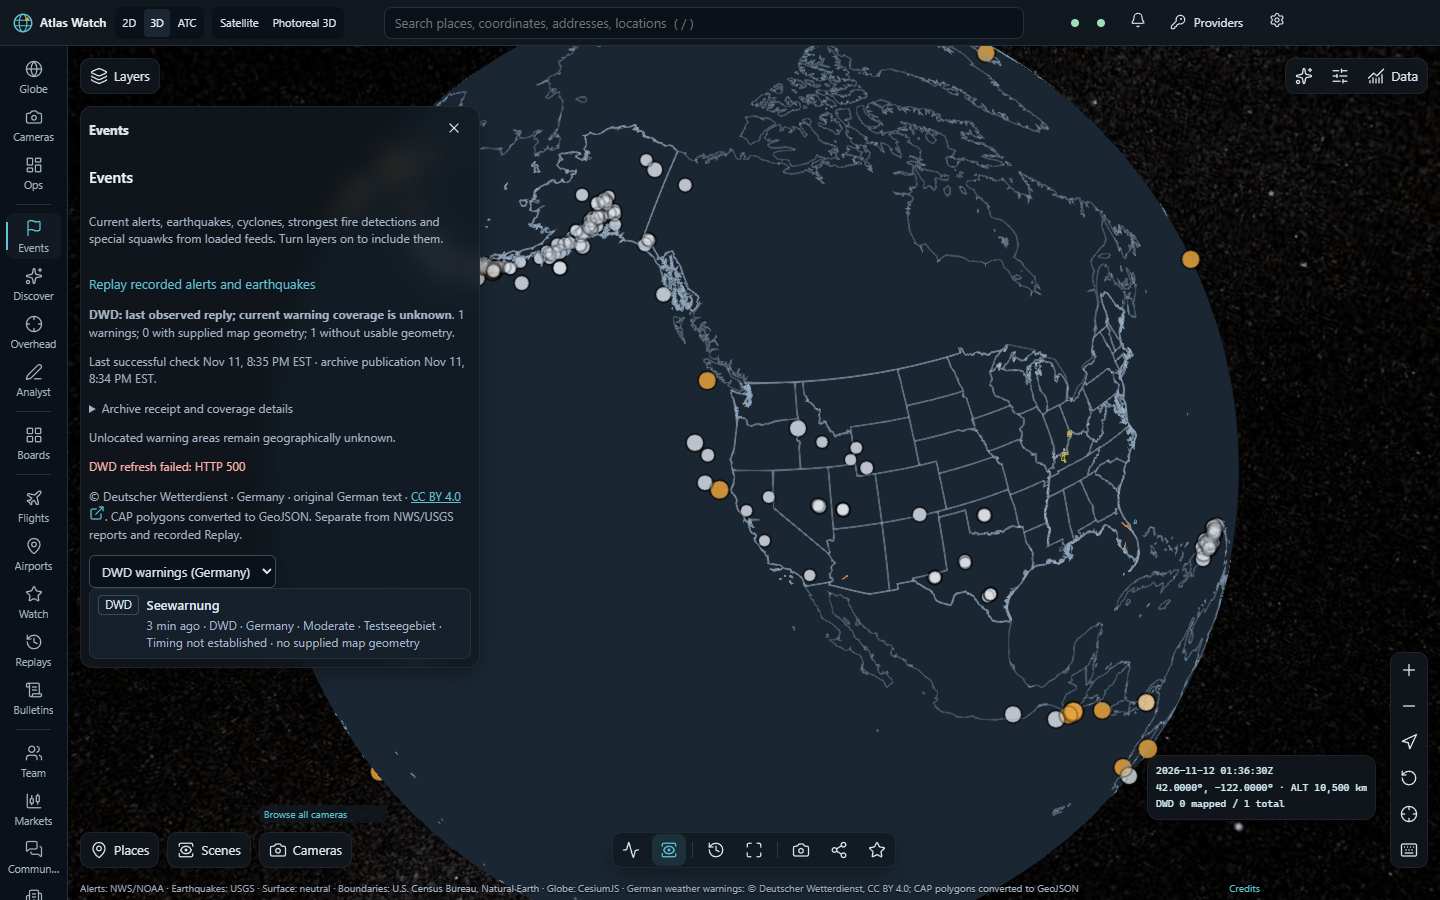 Atlas Watch
2D
3D
ATC
Satellite
Photoreal 3D
Search places, coordinates, addresses, locations ( / )
Providers
Globe
Cameras
Ops
Events
Discover
Overhead
Analyst
Boards
Flights
Airports
Watch
Replays
Bulletins
Team
Markets
Commun...
Layers
Data
Events
Events
Current alerts, earthquakes, cyclones, strongest fire detections and
special squawks from loaded feeds. Turn layers on to include them.
Replay recorded alerts and earthquakes
DWD: last observed reply; current warning coverage is unknown. 1
warnings; 0 with supplied map geometry; 1 without usable geometry.
Last successful check Nov 11, 8:35 PM EST · archive publication Nov 11,
8:34 PM EST.
Archive receipt and coverage details
Unlocated warning areas remain geographically unknown.
DWD refresh failed: HTTP 500
© Deutscher Wetterdienst · Germany · original German text · CC BY 4.0
. CAP polygons converted to GeoJSON. Separate from NWS/USGS
reports and recorded Replay.
DWD warnings (Germany)
DWD
Seewarnung
3 min ago · DWD · Germany · Moderate · Testseegebiet ·
Timing not established · no supplied map geometry
2026-11-12 01:36:30Z
42.0000°, -122.0000° · ALT 10,500 km
DWD 0 mapped / 1 total
Browse all cameras
Places
Scenes
Cameras
Alerts: NWS/NOAA · Earthquakes: USGS · Surface: neutral · Boundaries: U.S. Census Bureau, Natural Earth · Globe: CesiumJS · German weather warnings: © Deutscher Wetterdienst, CC BY 4.0; CAP polygons converted to GeoJSON
Credits